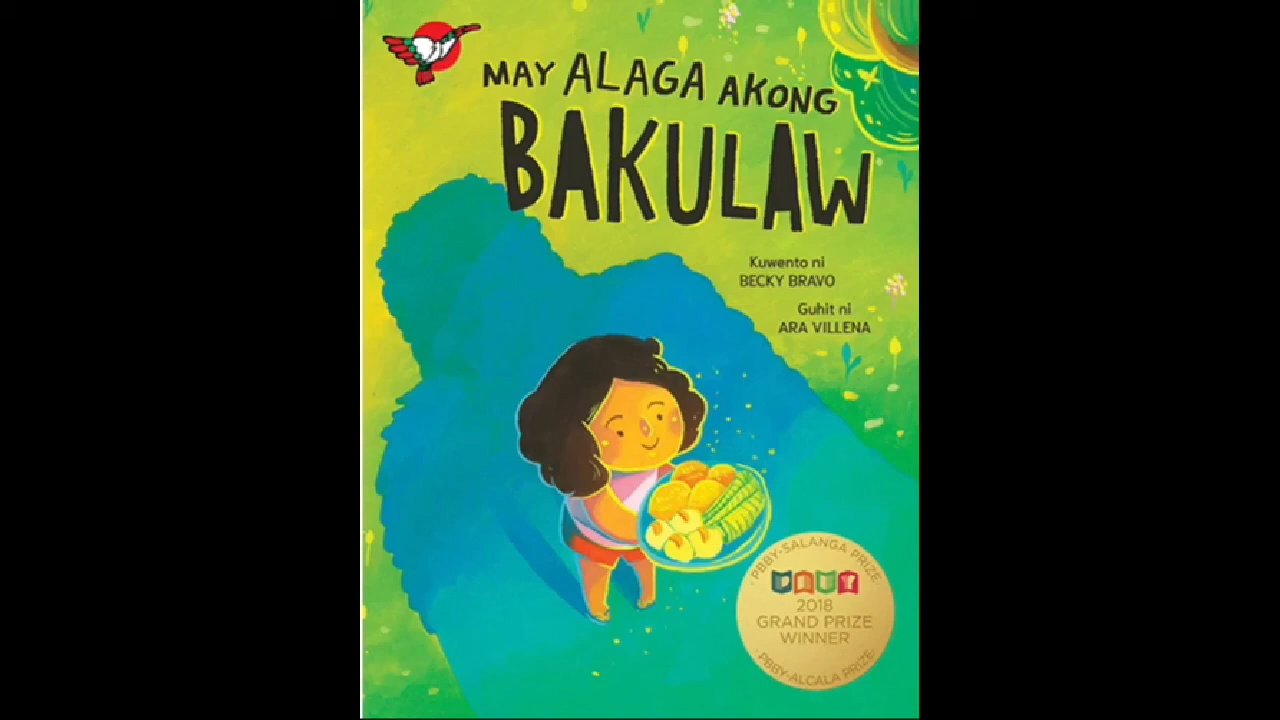 MAY ALAGA AKONG
BAKULAW
Kuwento ni
BECKY BRAVO
Guhit ni
ARA VILLENA
PBBY-SALANGA PRIZE
PBBY
2018
GRAND PRIZE
WINNER
PBBY-ALCALA PRIZE